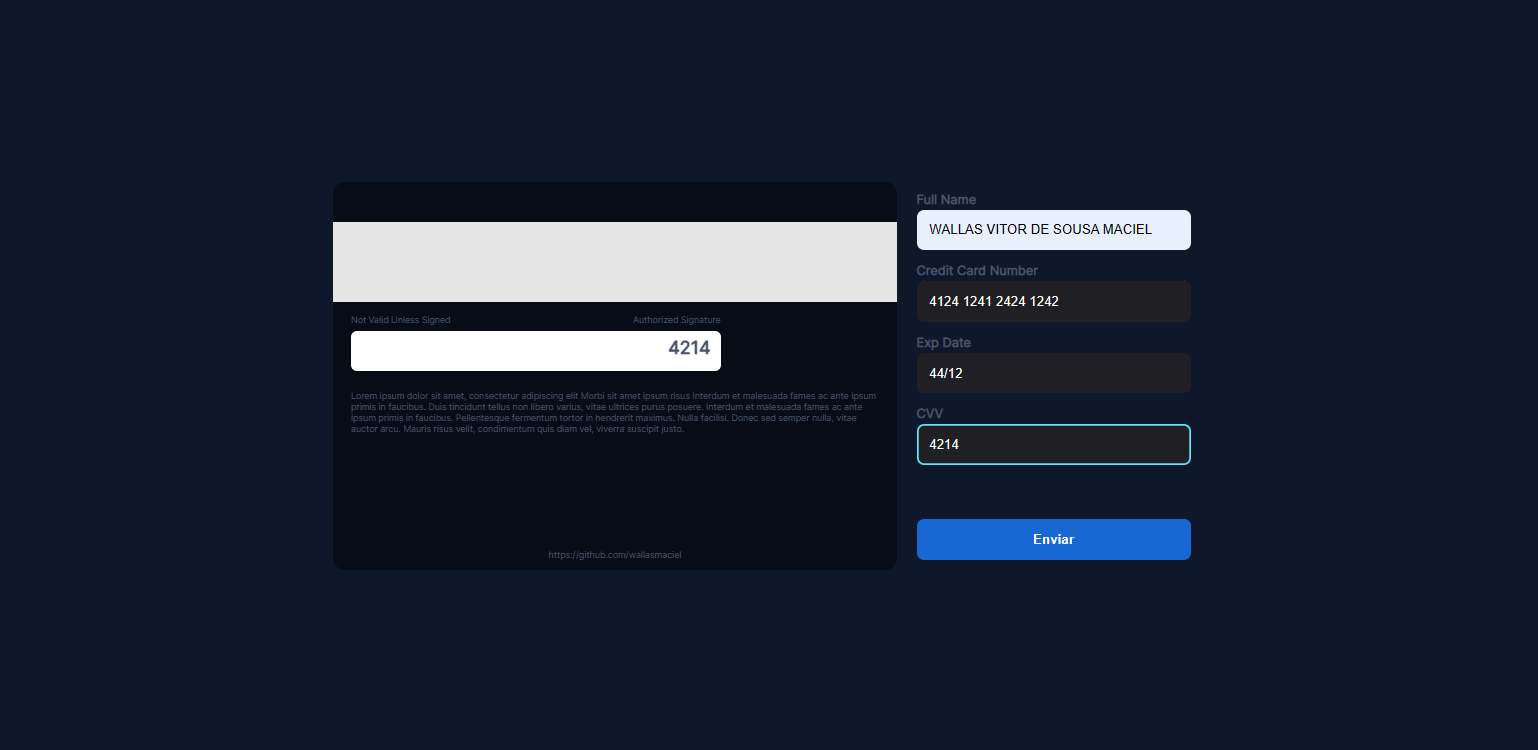 Not Valid Unless Signed
Authorized Signature
4214
Lorem ipsum dolor sit amet, consectetur adipiscing elit Morbi sit amet ipsum risus Interdum et malesuada fames ac ante ipsum
primis in faucibus. Duis tincidunt tellus non libero varius, vitae ultrices purus posuere. Interdum et malesuada fames ac ante
ipsum primis in faucibus. Pellentesque fermentum tortor in hendrerit maximus. Nulla facilisi. Donec sed semper nulla, vitae
auctor arcu. Mauris risus velit, condimentum quis diam vel, viverra suscipit justo.
https://github.com/wallasmaciel
Full Name
WALLAS VITOR DE SOUSA MACIEL
Credit Card Number
4124 1241 2424 1242
Exp Date
44/12
CVV
4214
Enviar